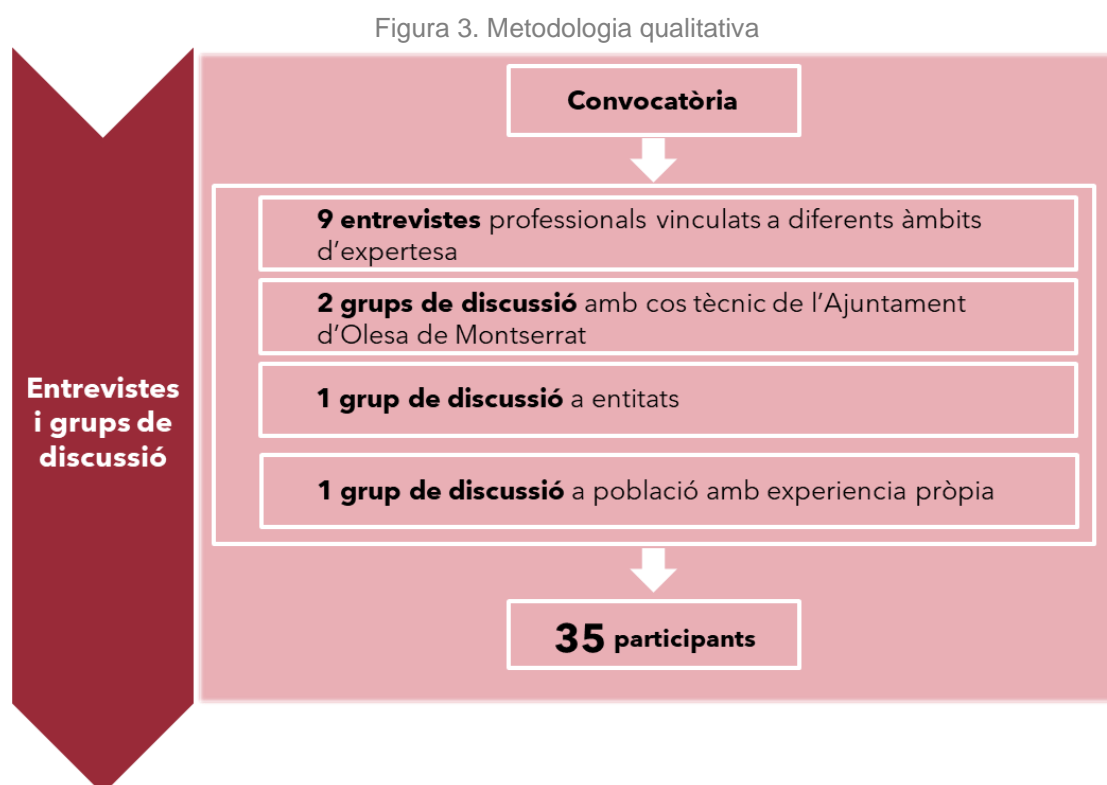 Figura 3. Metodologia qualitativa
Convocatòria
9 entrevistes professionals vinculats a diferents àmbits
d’expertesa
2 grups de discussió amb cos tècnic de l’Ajuntament
d’Olesa de Montserrat
Entrevistes
i grups de
discussió
1 grup de discussió a entitats
1 grup de discussió a població amb experiencia pròpia
35 participants